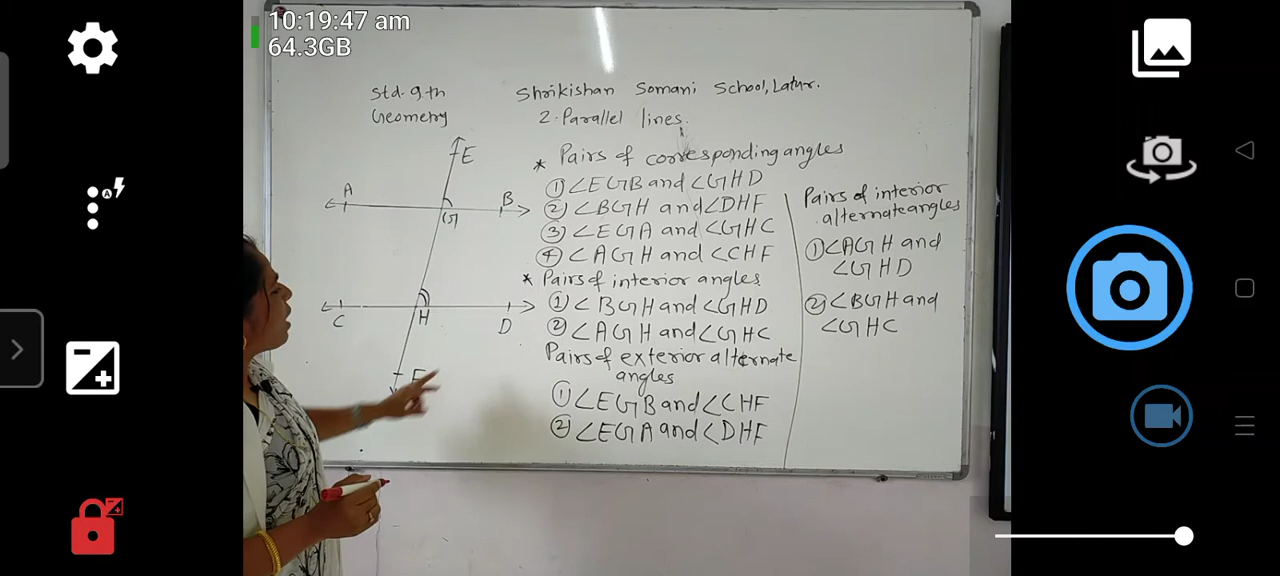 10:19:47 am
64.3GB
Std-9th
Geometry
Shrikishan Somani School, Latur.
2. Parallel lines.
E
A
B
G
C
H
D
F
* Pairs of corresponding angles
① ∠EGB and ∠GHD
② ∠BGH and ∠DHF
③ ∠EGA and ∠GHC
④ ∠AGH and ∠CHF
* Pairs of interior angles
① ∠BGH and ∠GHD
② ∠AGH and ∠GHC
Pairs of exterior alternate
angles
① ∠EGB and ∠CHF
② ∠EGA and ∠DHF
Pairs of interior
alternate angles
① ∠AGH and
∠GHD
② ∠BGH and
∠GHC